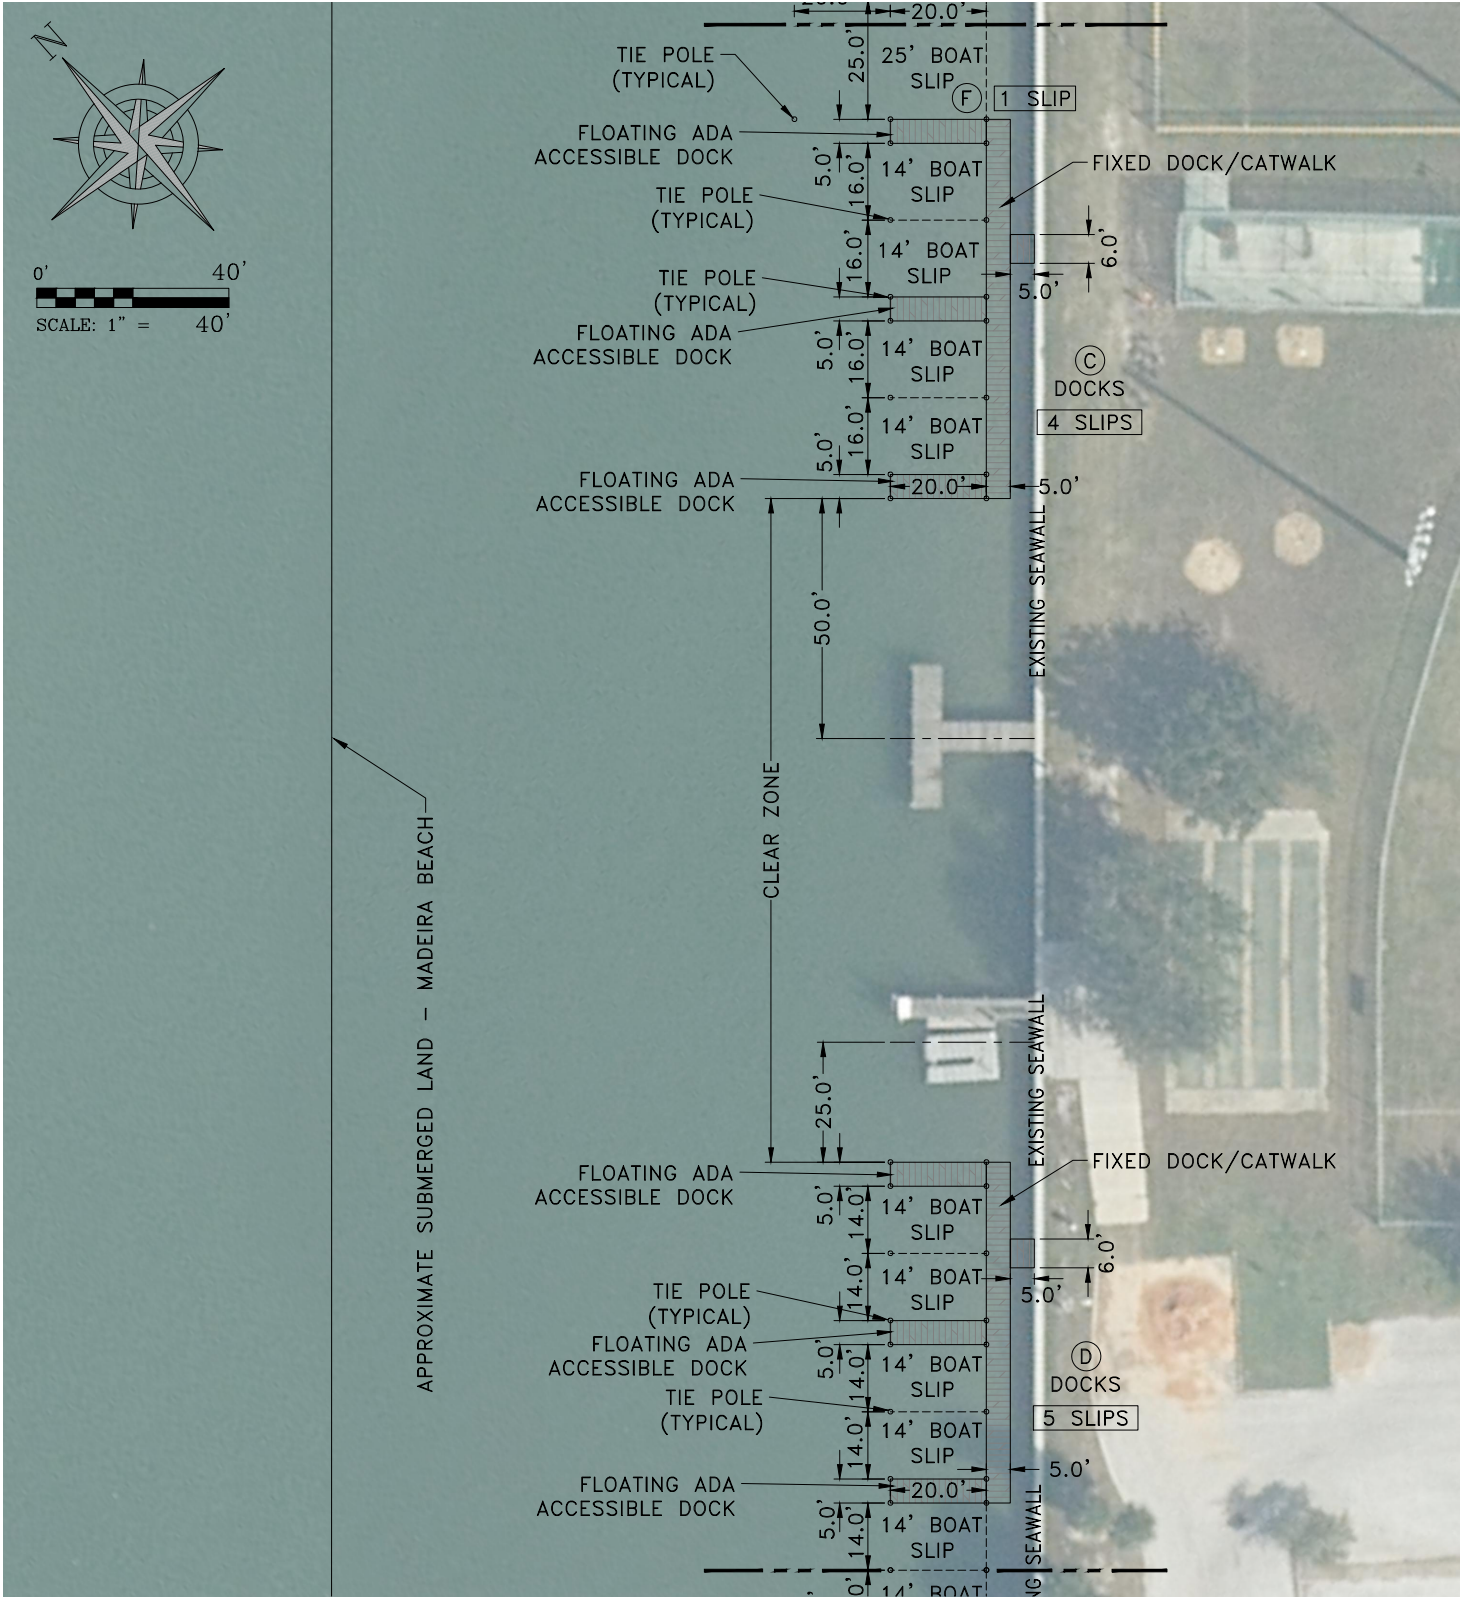 20.0'
N
25.0'
25' BOAT
SLIP
TIE POLE
(TYPICAL)
F
1 SLIP
FLOATING ADA
ACCESSIBLE DOCK
5.0'
16.0'
14' BOAT
SLIP
FIXED DOCK/CATWALK
TIE POLE
(TYPICAL)
16.0'
14' BOAT
SLIP
6.0'
5.0'
0'
40'
SCALE: 1" =
40'
TIE POLE
(TYPICAL)
FLOATING ADA
ACCESSIBLE DOCK
5.0'
16.0'
14' BOAT
SLIP
C
DOCKS
4 SLIPS
16.0'
14' BOAT
SLIP
5.0'
FLOATING ADA
ACCESSIBLE DOCK
20.0'
5.0'
EXISTING SEAWALL
50.0'
CLEAR ZONE
APPROXIMATE SUBMERGED LAND – MADEIRA BEACH
EXISTING SEAWALL
25.0'
FLOATING ADA
ACCESSIBLE DOCK
FIXED DOCK/CATWALK
5.0'
14.0'
14' BOAT
SLIP
6.0'
14.0'
14' BOAT
SLIP
5.0'
TIE POLE
(TYPICAL)
FLOATING ADA
ACCESSIBLE DOCK
5.0'
14.0'
14' BOAT
SLIP
D
DOCKS
5 SLIPS
TIE POLE
(TYPICAL)
14.0'
14' BOAT
SLIP
5.0'
FLOATING ADA
ACCESSIBLE DOCK
20.0'
5.0'
14.0'
14' BOAT
SLIP
NG SEAWALL
14' BOAT